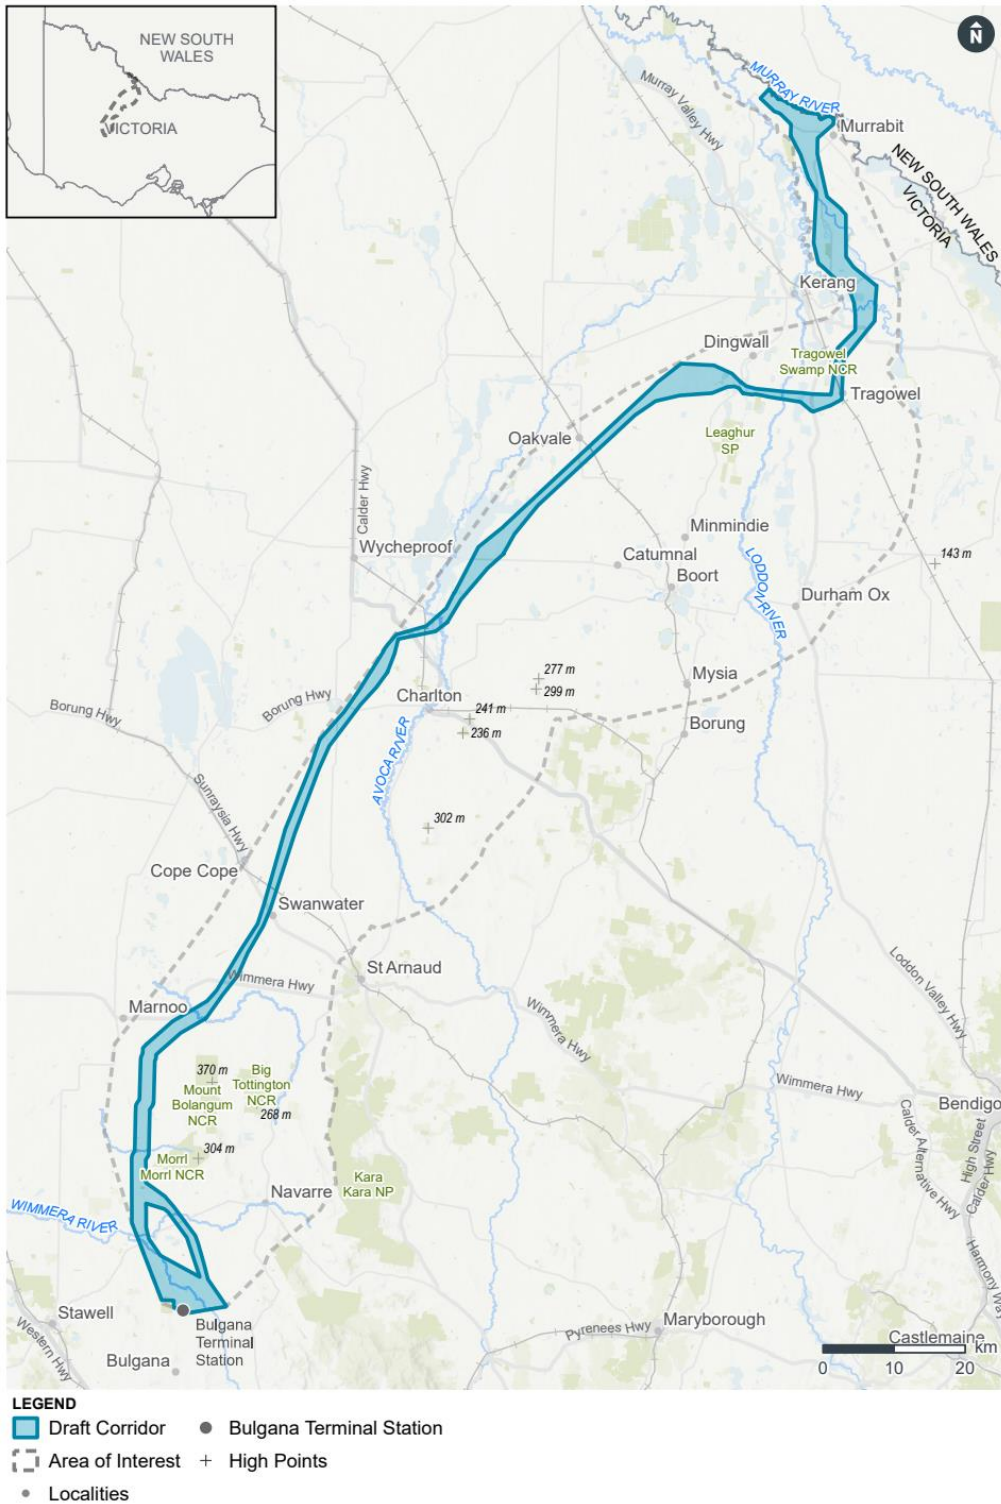 NEW SOUTH
WALES
VICTORIA
N
MURRAY RIVER
Murray Valley Hwy
Murrabit
NEW SOUTH WALES
VICTORIA
Kerang
Dingwall
Tragowel
Swamp NCR
Tragowel
Leaghur
SP
Oakvale
Calder Hwy
Minmindie
Wycheproof
Catumnal
Boort
LODDON RIVER
143 m
Durham Ox
277 m
299 m
Mysia
Charlton
241 m
236 m
Borung
Borung Hwy
Borung Hwy
AVOCA RIVER
Sunraysia Hwy
302 m
Cope Cope
Swanwater
St Arnaud
Wimmera Hwy
Marnoo
Wimmera Hwy
Loddon Valley Hwy
370 m
Mount
Bolangum
NCR
Big
Tottington
NCR
268 m
Wimmera Hwy
Bendigo
Calder Alternative Hwy
High Street
Calder Hwy
304 m
Morrl
Morrl NCR
Kara
Kara NP
Navarre
WIMMERA RIVER
Harmony Way
Stawell
Western Hwy
Bulgana
Terminal
Station
Bulgana
Pyrenees Hwy
Maryborough
Castlemaine
km
0 10 20
LEGEND
Draft Corridor
Bulgana Terminal Station
Area of Interest
High Points
Localities